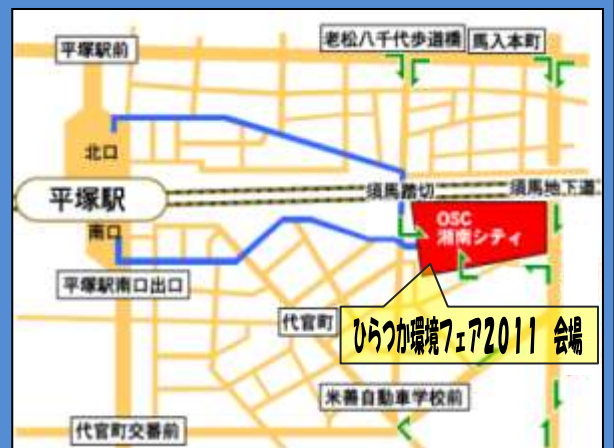 平塚駅前
老松八千代歩道橋
馬入本町
北口
平塚駅
須馬踏切
須馬地下道
南口
OSC
湘南シティ
平塚駅南口出口
代官町
ひらつか環境フェア2011 会場
米善自動車学校前
代官町交番前